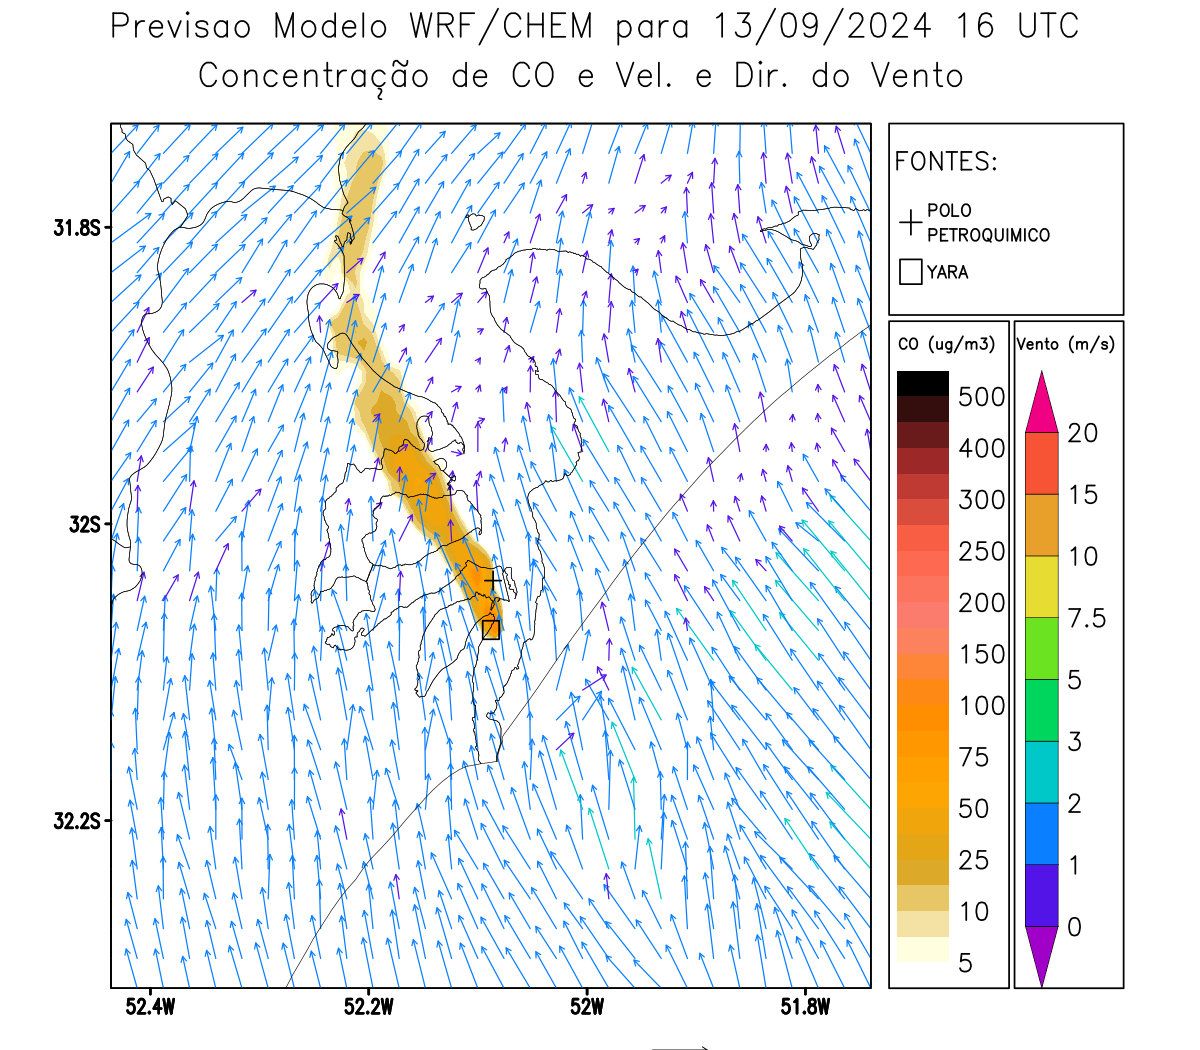 Previsao Modelo WRF/CHEM para 13/09/2024 16 UTC
Concentração de CO e Vel. e Dir. do Vento
FONTES:
POLO
PETROQUIMICO
YARA
CO (ug/m3)
500
400
300
250
200
150
100
75
50
25
10
5
Vento (m/s)
20
15
10
7.5
5
3
2
1
0
31.8S
32S
32.2S
52.4W
52.2W
52W
51.8W